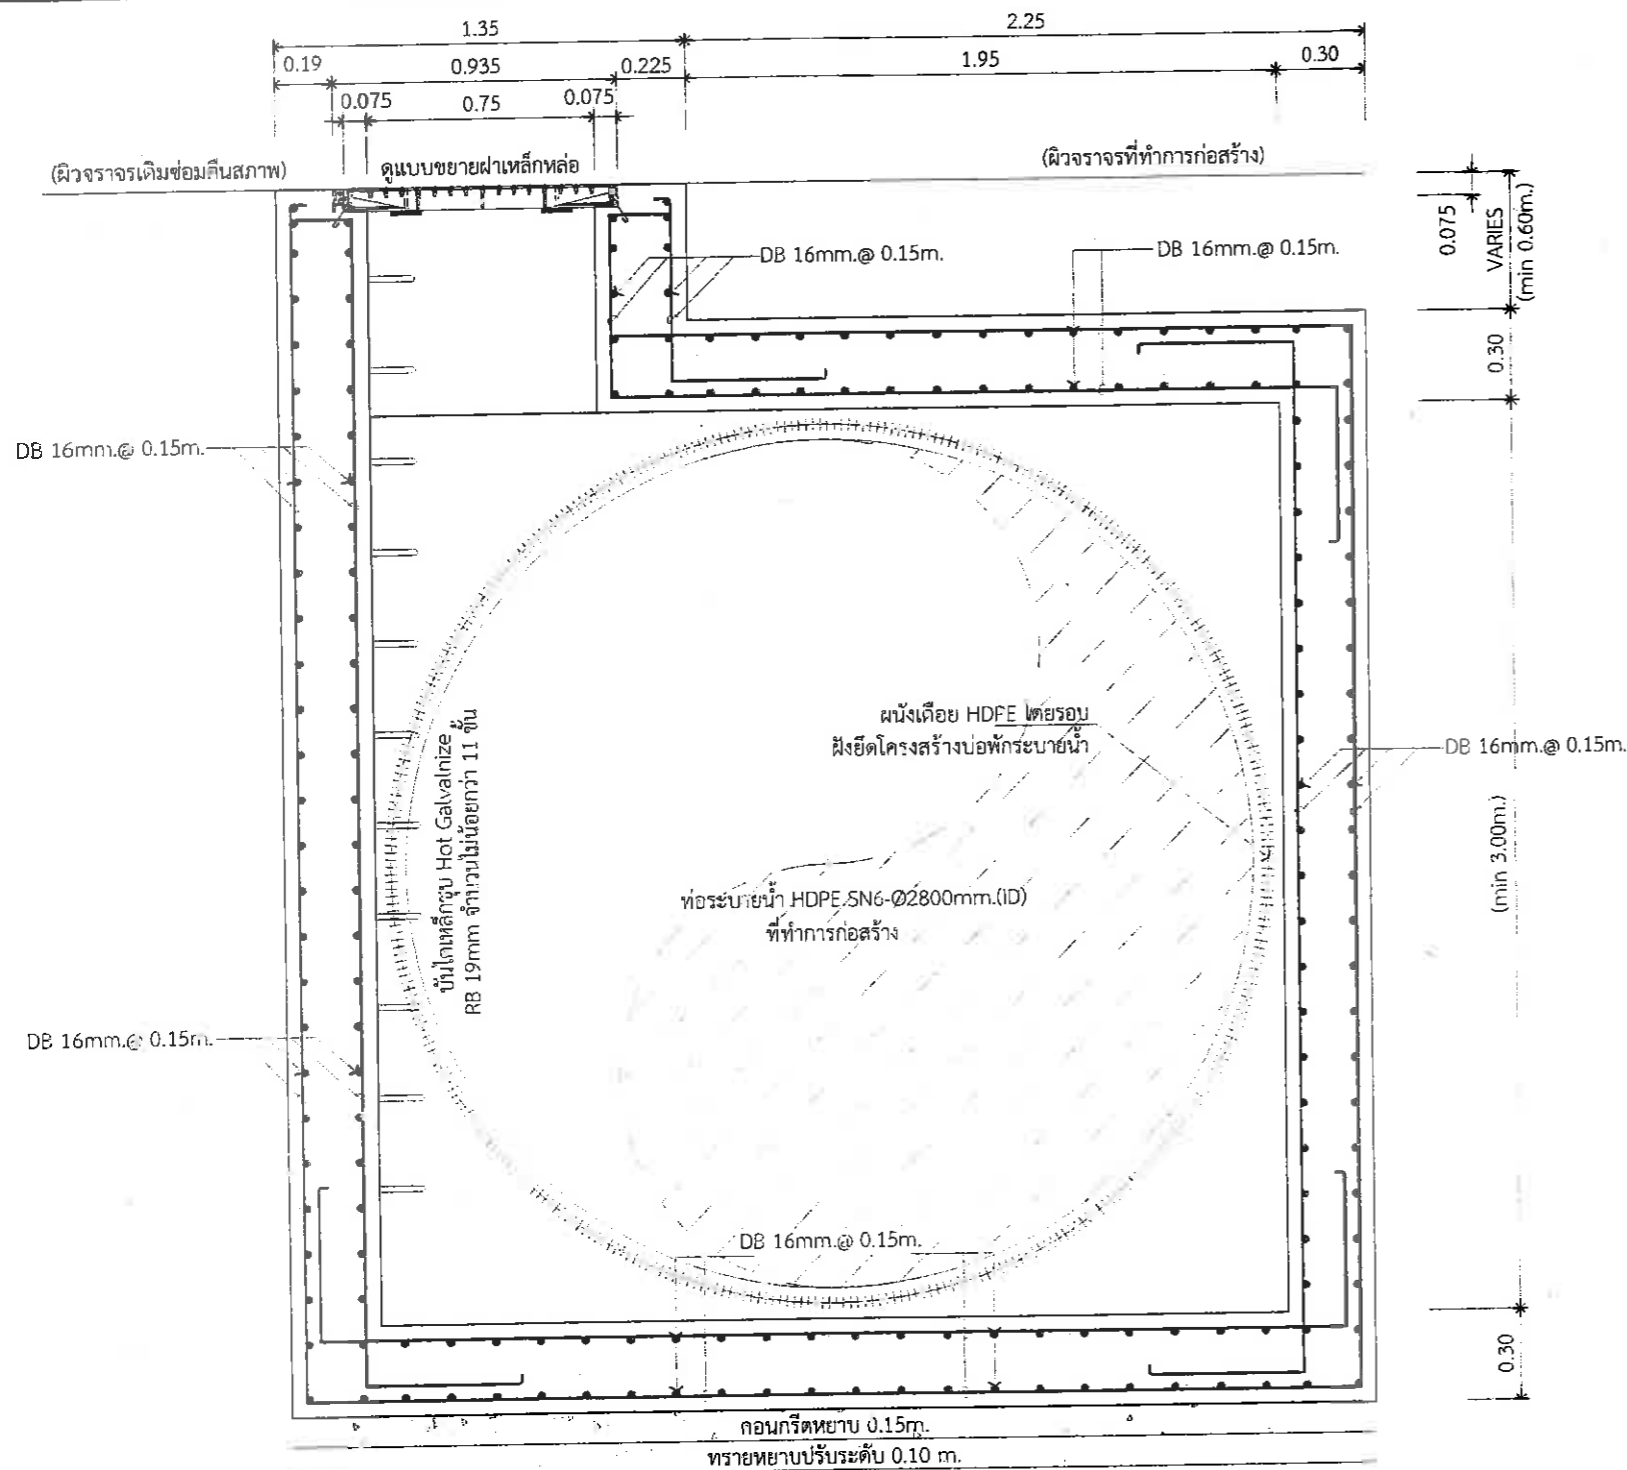 1.35
2.25
0.19
0.935
0.225
1.95
0.30
0.075
0.75
0.075
(ผิวจราจรเดิมซ่อมคืนสภาพ)
ดูแบบขยายฝาเหล็กหล่อ
(ผิวจราจรที่ทำการก่อสร้าง)
0.075
VARIES
(min 0.60m.)
DB 16mm.@ 0.15m.
DB 16mm.@ 0.15m.
0.30
DB 16mm.@ 0.15m.
ผนังเดือย HDPE โดยรอบ
ฝังยึดโครงสร้างบ่อพักระบายน้ำ
DB 16mm.@ 0.15m.
บันไดเหล็กชุบ Hot Galvalnize
RB 19mm จำนวนไม่น้อยกว่า 11 ขั้น
(min 3.00m.)
ท่อระบายน้ำ HDPE SN6-Ø2800mm.(ID)
ที่ทำการก่อสร้าง
DB 16mm.@ 0.15m.
DB 16mm.@ 0.15m.
0.30
คอนกรีตหยาบ 0.15m.
ทรายหยาบปรับระดับ 0.10 m.